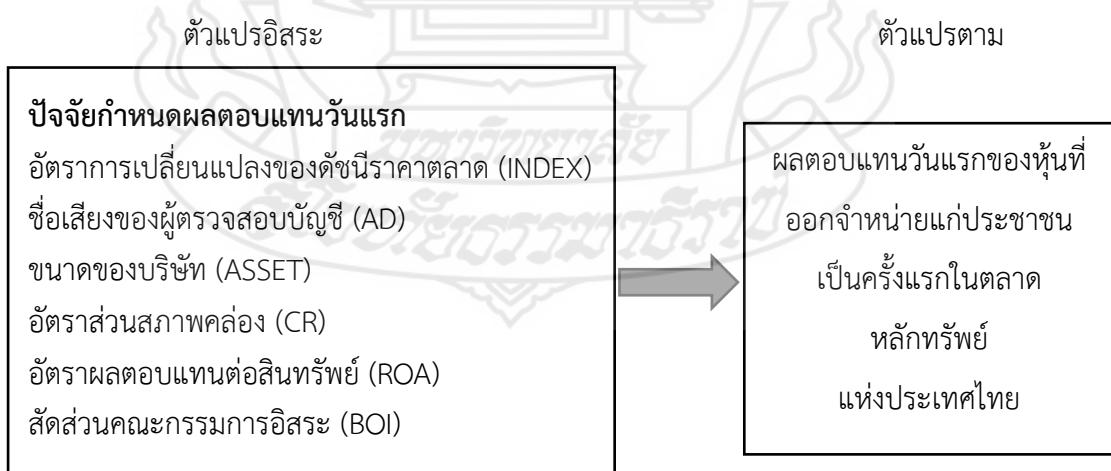 ตัวแปรอิสระ
ตัวแปรตาม
ปัจจัยกำหนดผลตอบแทนวันแรก
อัตราการเปลี่ยนแปลงของดัชนีราคาตลาด (INDEX)
ชื่อเสียงของผู้ตรวจสอบบัญชี (AD)
ขนาดของบริษัท (ASSET)
อัตราส่วนสภาพคล่อง (CR)
อัตราผลตอบแทนต่อสินทรัพย์ (ROA)
สัดส่วนคณะกรรมการอิสระ (BOI)
ผลตอบแทนวันแรกของหุ้นที่
ออกจำหน่ายแก่ประชาชน
เป็นครั้งแรกในตลาด
หลักทรัพย์
แห่งประเทศไทย